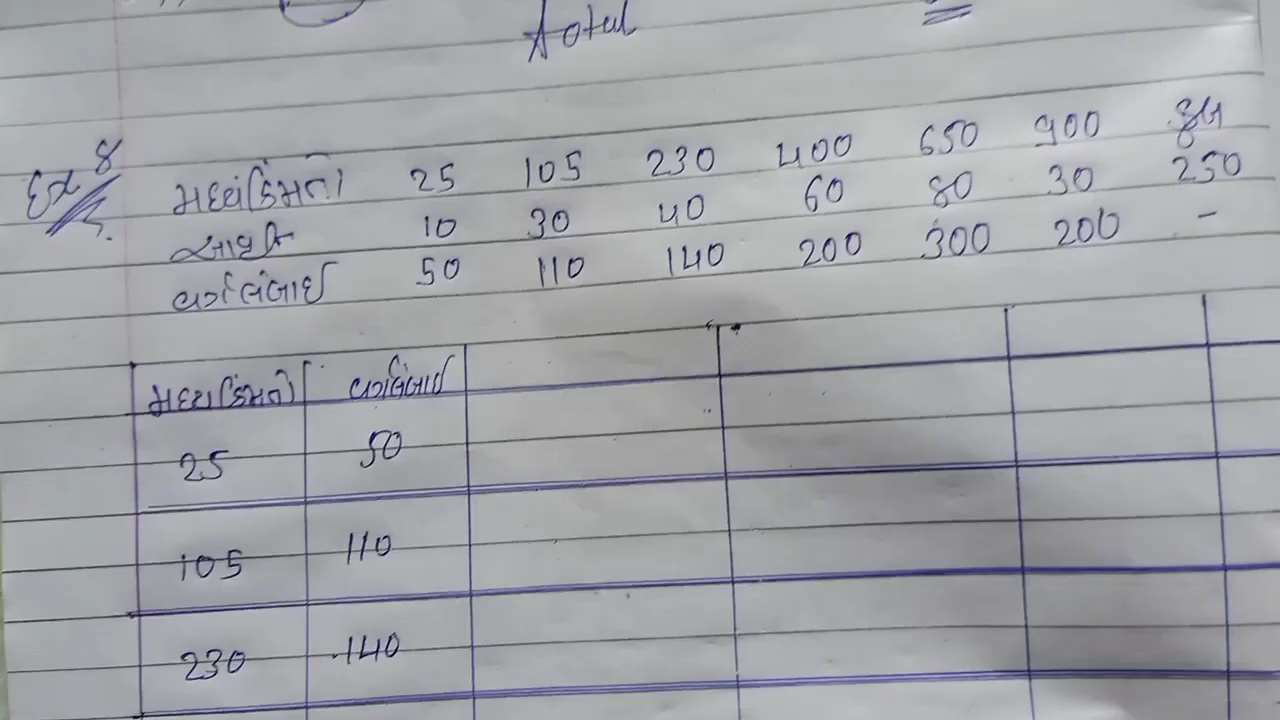 Total
Ex 8
મધ્યકિંમત 25 105 230 400 650 900 કુલ
આવૃત્તિ 10 30 40 60 80 30 250
વર્ગલંબાઈ 50 110 140 200 300 200 -
મધ્યકિંમત વર્ગલંબાઈ
25 50
105 110
230 140